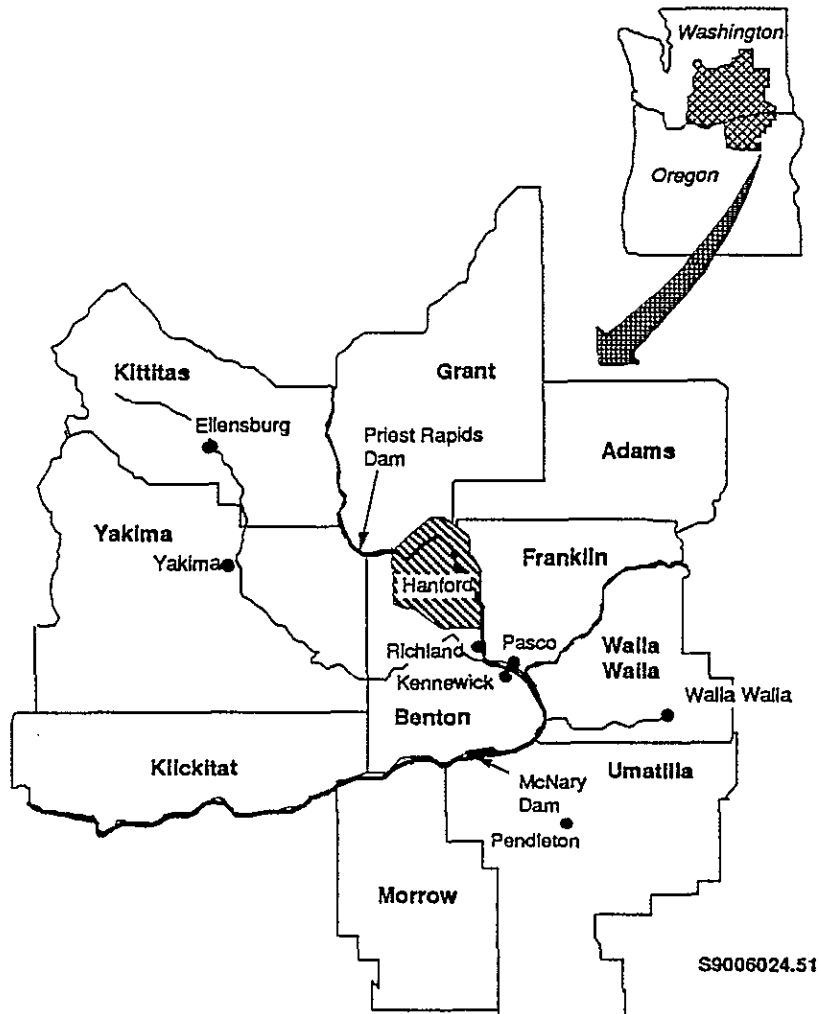 Washington
Oregon
Kittitas
Grant
Ellensburg
Priest Rapids
Dam
Adams
Yakima
Yakima
Franklin
Hanford
Richland
Pasco
Walla
Walla
Kennewick
Walla Walla
Benton
Klickitat
McNary
Dam
Umatilla
Pendleton
Morrow
S9006024.51